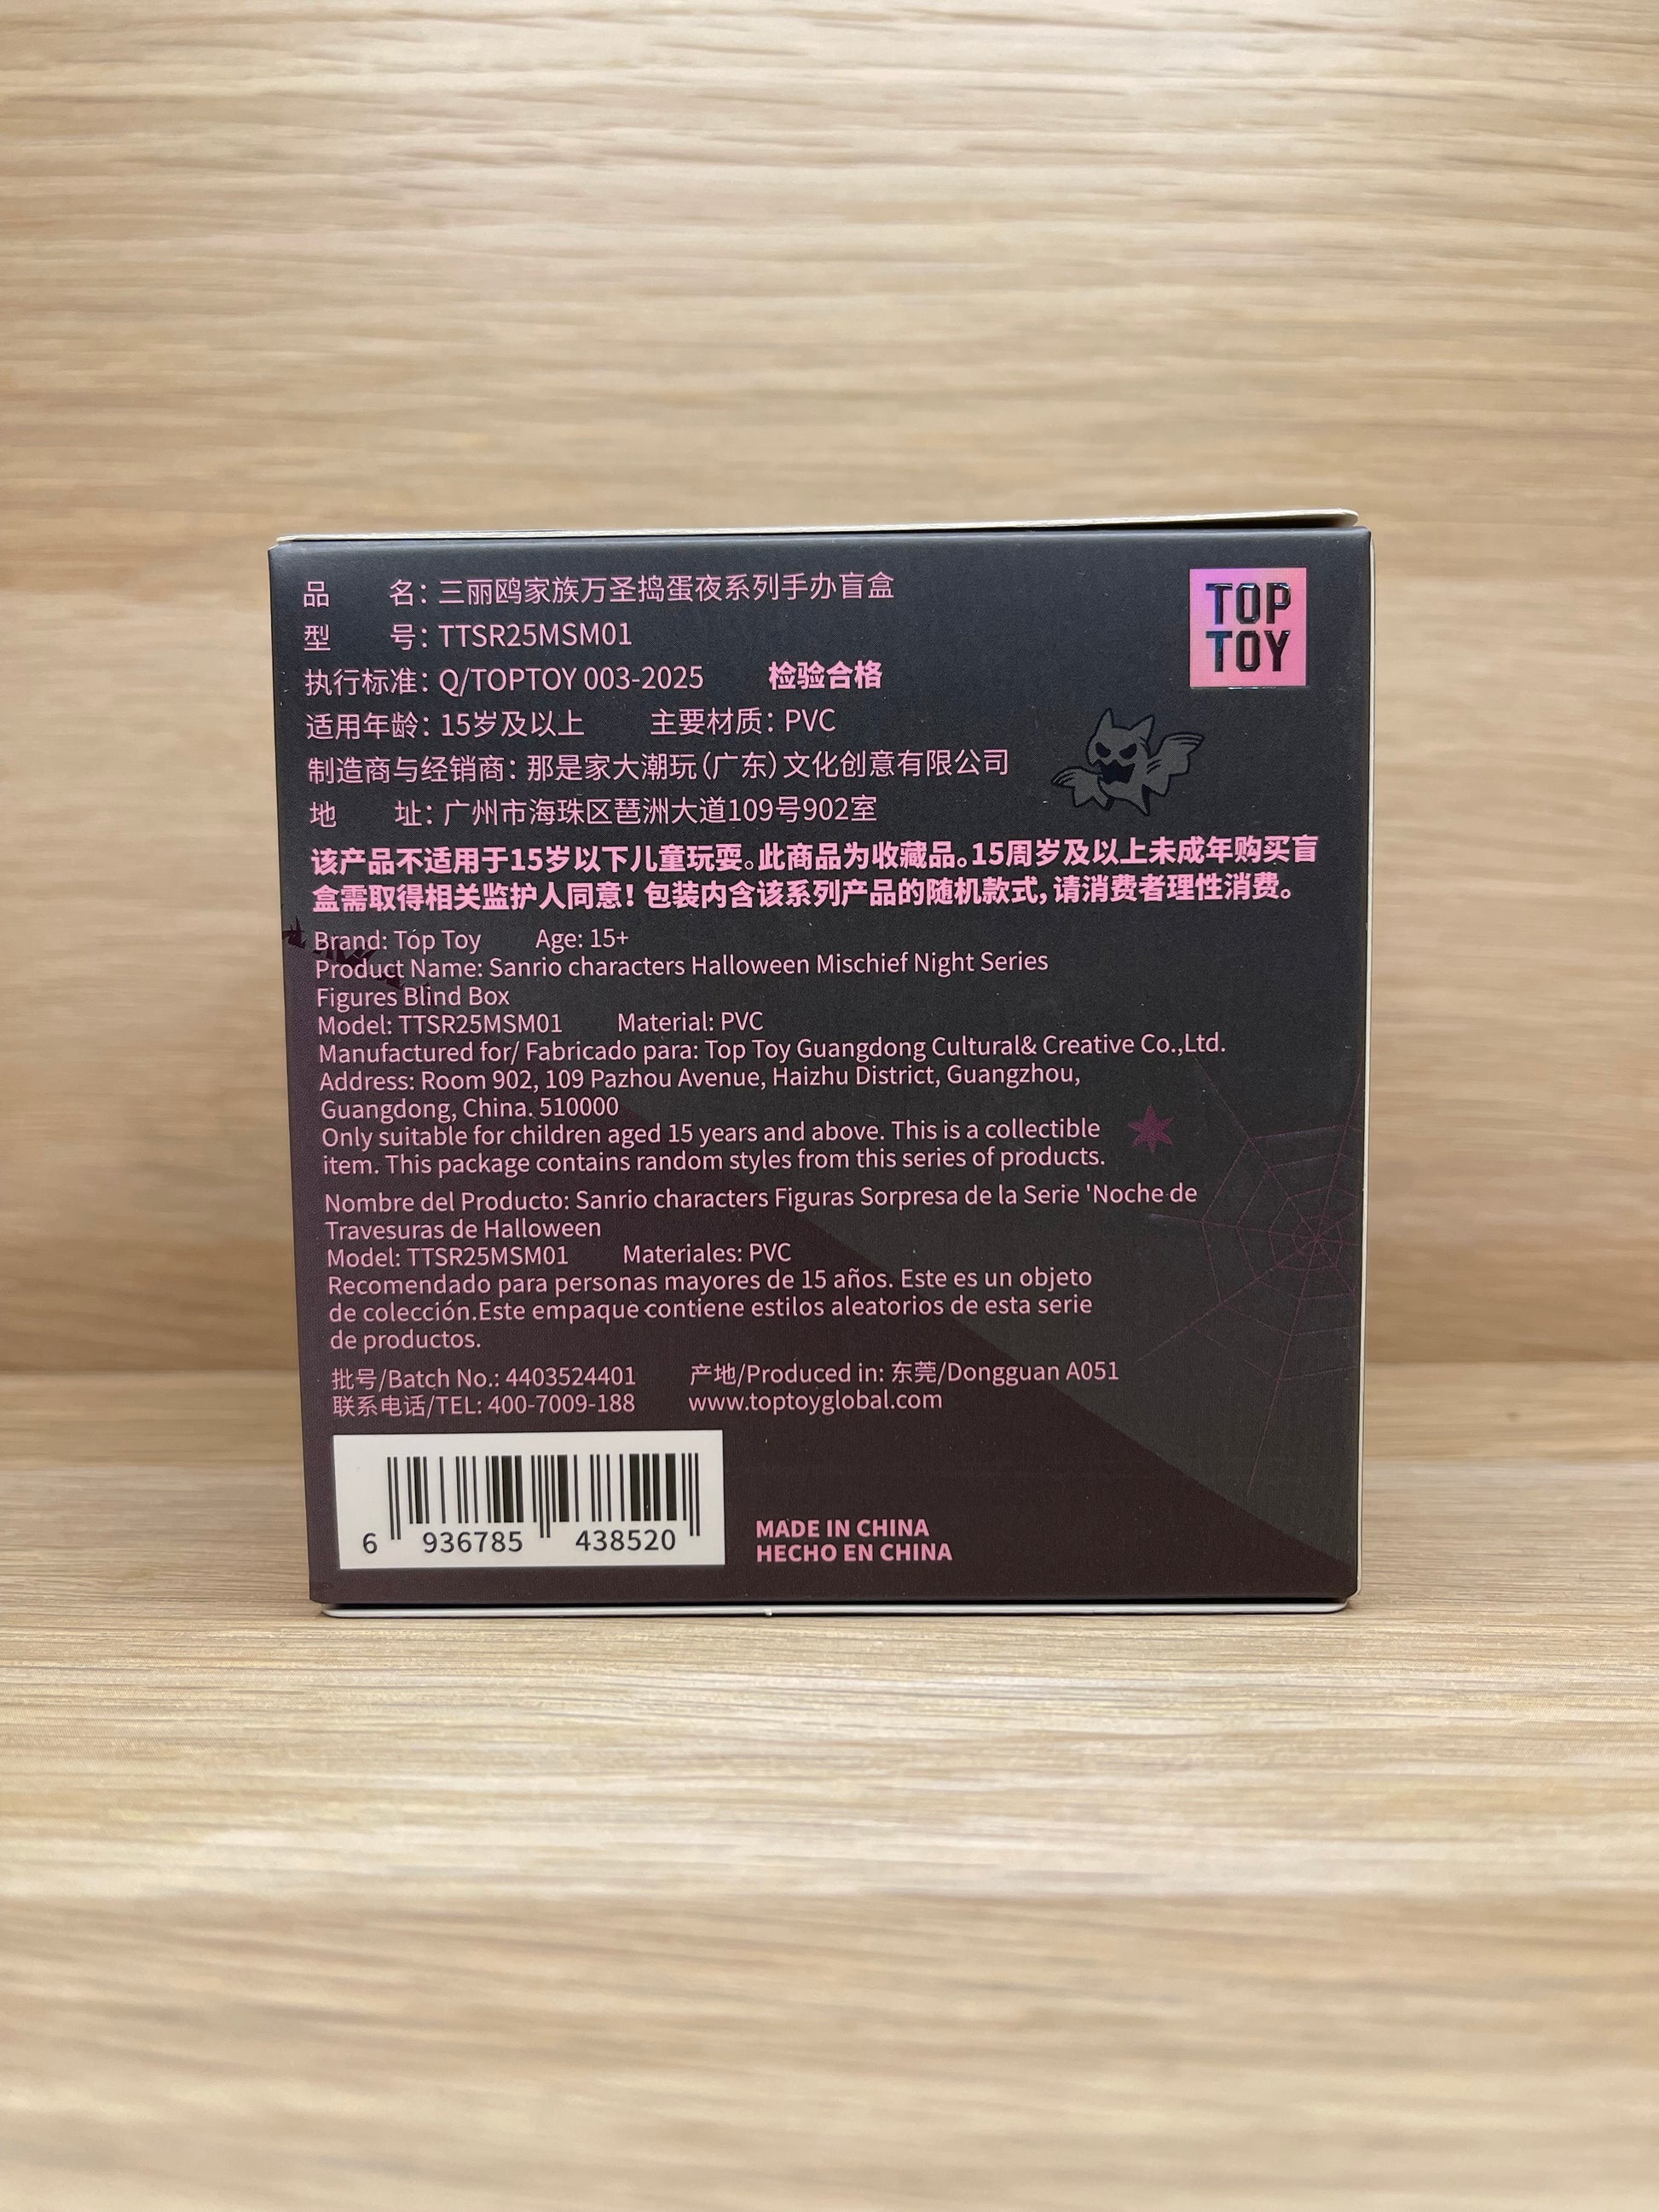 品 名：三丽鸥家族万圣捣蛋夜系列手办盲盒
TOP
TOY
型 号：TTSR25MSM01
执行标准：Q/TOPTOY 003-2025 检验合格
适用年龄：15岁及以上 主要材质：PVC
制造商与经销商：那是家大潮玩（广东）文化创意有限公司
地 址：广州市海珠区琶洲大道109号902室
该产品不适用于15岁以下儿童玩耍。此商品为收藏品。15周岁及以上未成年购买盲
盒需取得相关监护人同意！包装内含该系列产品的随机款式，请消费者理性消费。
Brand: Top Toy Age: 15+
Product Name: Sanrio characters Halloween Mischief Night Series
Figures Blind Box
Model: TTSR25MSM01 Material: PVC
Manufactured for/ Fabricado para: Top Toy Guangdong Cultural& Creative Co.,Ltd.
Address: Room 902, 109 Pazhou Avenue, Haizhu District, Guangzhou,
Guangdong, China. 510000
Only suitable for children aged 15 years and above. This is a collectible
item. This package contains random styles from this series of products.
Nombre del Producto: Sanrio characters Figuras Sorpresa de la Serie 'Noche de
Travesuras de Halloween
Model: TTSR25MSM01 Materiales: PVC
Recomendado para personas mayores de 15 años. Este es un objeto
de colección.Este empaque contiene estilos aleatorios de esta serie
de productos.
批号/Batch No.: 4403524401 产地/Produced in: 东莞/Dongguan A051
联系电话/TEL: 400-7009-188 www.toptoyglobal.com
6 936785 438520
MADE IN CHINA
HECHO EN CHINA